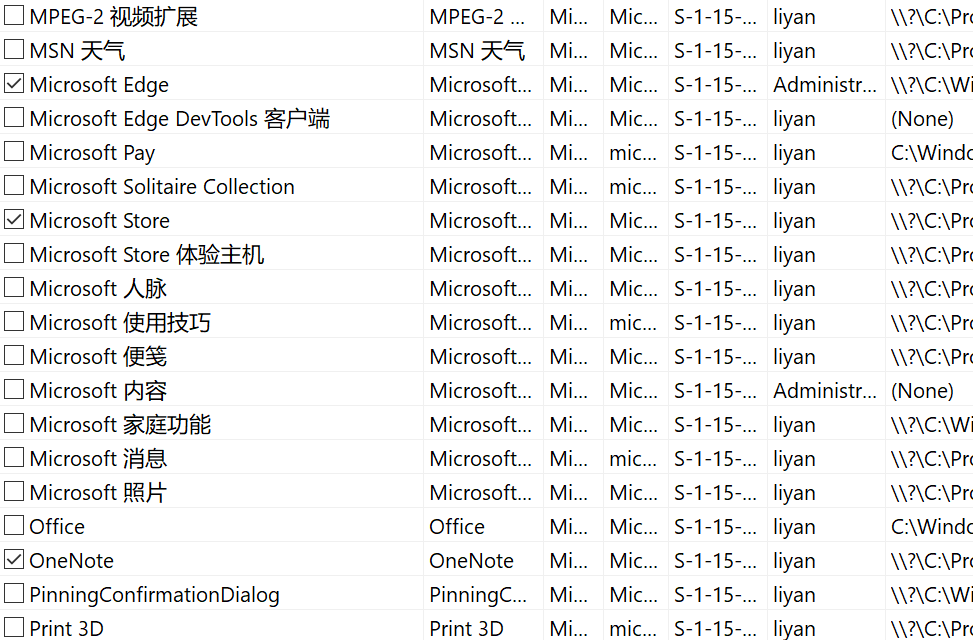 MPEG-2 视频扩展 MPEG-2 ... Mi... Mic... S-1-15-... liyan \\?\C:\Pro
MSN 天气 MSN 天气 Mi... Mic... S-1-15-... liyan \\?\C:\Pro
Microsoft Edge Microsoft... Mi... Mic... S-1-15-... Administr... \\?\C:\Wi
Microsoft Edge DevTools 客户端 Microsoft... Mi... Mic... S-1-15-... liyan (None)
Microsoft Pay Microsoft... Mi... mic... S-1-15-... liyan C:\Windo
Microsoft Solitaire Collection Microsoft... Mi... mic... S-1-15-... liyan \\?\C:\Pro
Microsoft Store Microsoft... Mi... Mic... S-1-15-... liyan \\?\C:\Pro
Microsoft Store 体验主机 Microsoft... Mi... Mic... S-1-15-... liyan \\?\C:\Pro
Microsoft 人脉 Microsoft... Mi... Mic... S-1-15-... liyan \\?\C:\Pro
Microsoft 使用技巧 Microsoft... Mi... mic... S-1-15-... liyan \\?\C:\Pro
Microsoft 便笺 Microsoft... Mi... Mic... S-1-15-... liyan \\?\C:\Pro
Microsoft 内容 Microsoft... Mi... Mic... S-1-15-... Administr... (None)
Microsoft 家庭功能 Microsoft... Mi... Mic... S-1-15-... liyan \\?\C:\Wi
Microsoft 消息 Microsoft... Mi... mic... S-1-15-... liyan \\?\C:\Pro
Microsoft 照片 Microsoft... Mi... Mic... S-1-15-... liyan \\?\C:\Pro
Office Office Mi... Mic... S-1-15-... liyan C:\Windo
OneNote OneNote Mi... Mic... S-1-15-... liyan \\?\C:\Pro
PinningConfirmationDialog PinningC... Mi... Mic... S-1-15-... liyan \\?\C:\Wi
Print 3D Print 3D Mi... mic... S-1-15-... liyan \\?\C:\Pro